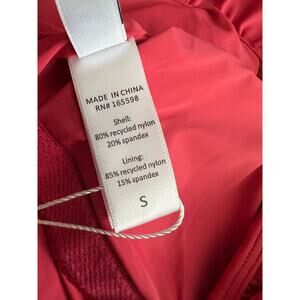 MADE IN CHINA
RN# 165598
Shell:
80% recycled nylon
20% spandex
Lining:
85% recycled nylon
15% spandex
S